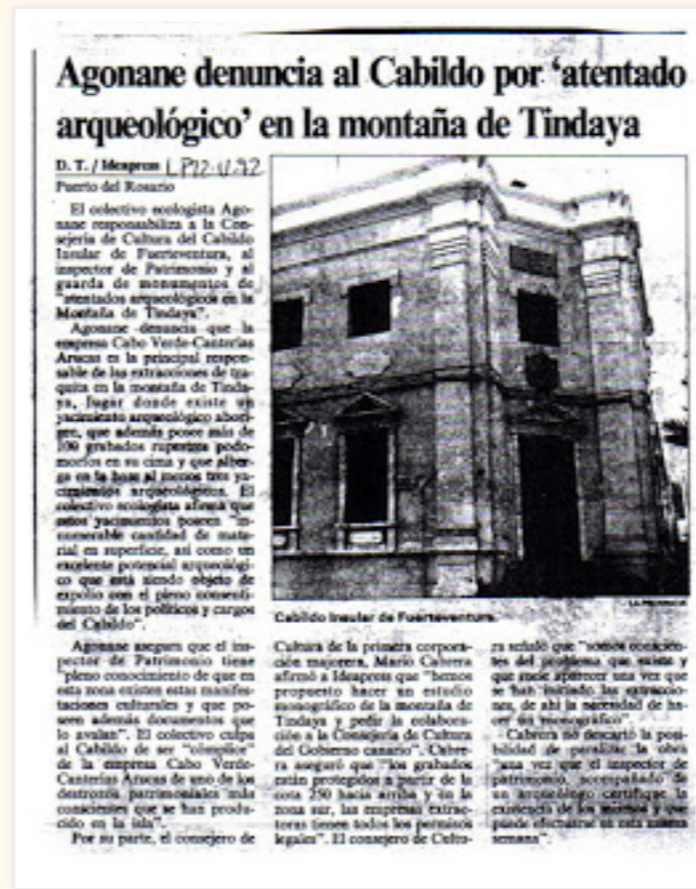 Agonane denuncia al Cabildo por ‘atentado
arqueológico’ en la montaña de Tindaya
D. T. / Ideapress
Puerto del Rosario
El colectivo ecologista Ago-
nane responsabiliza a la Con-
sejería de Cultura del Cabildo
Insular de Fuerteventura, al
inspector de Patrimonio y al
guarda de monumentos de
"atentados arqueológicos en la
Montaña de Tindaya".
Agonane denuncia que la
empresa Cabo Verde-Canterías
Arucas es la principal respon-
sable de las extracciones de tra-
quita en la montaña de Tinda-
ya, lugar donde existe un
yacimiento arqueológico aborí-
gen, que además posee más de
100 grabados rupestres podo-
morfos en su cima y que alber-
ga en la base al menos tres ya-
cimientos arqueológicos. El
colectivo ecologista afirma que
estos yacimientos poseen "in-
numerable cantidad de mate-
rial en superficie, así como un
excelente potencial arqueológi-
co que está siendo objeto de
expolio con el pleno consenti-
miento de los políticos y cargos
del Cabildo".
Agonane asegura que el ins-
pector de Patrimonio tiene
"pleno conocimiento de que en
esta zona existen estas manifes-
taciones culturales y que po-
seen además documentos que
lo avalan". El colectivo culpa
al Cabildo de ser "cómplice"
de la empresa Cabo Verde-
Canterías Arucas de uno de los
destrozos patrimoniales más
conscientes que se han produ-
cido en la isla".
Por su parte, el consejero de
Cabildo Insular de Fuerteventura.
Cultura de la primera corpora-
ción majorera, Mario Cabrera
afirmó a Ideapress que "hemos
propuesto hacer un estudio
monográfico de la montaña de
Tindaya y pedir la colabora-
ción a la Consejería de Cultura
del Gobierno canario". Cabre-
ra aseguró que "los grabados
están protegidos a partir de la
cota 250 hacia arriba y en la
zona sur, las empresas extrac-
toras tienen todos los permisos
legales". El consejero de Cultu-
ra señaló que "somos conscien-
tes del problema que existe y
que suele aparecer una vez que
se han iniciado las extraccio-
nes, de ahí la necesidad de ha-
cer un monográfico".
Cabrera no descartó la posi-
bilidad de paralizar la obra
"una vez que el inspector de
patrimonio, acompañado de
un arqueólogo certifique la
existencia de los mismos y que
puede efectuarse en esta misma
semana".